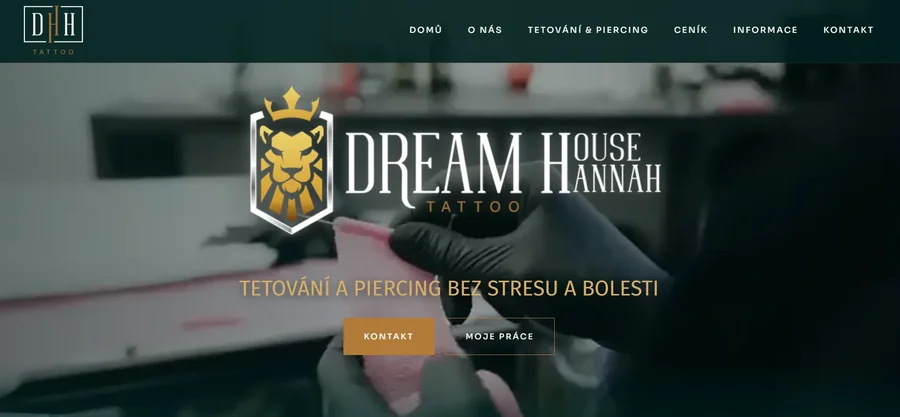 DHH
TATTOO
DOMŮ O NÁS TETOVÁNÍ & PIERCING CENÍK INFORMACE KONTAKT
DREAM HOUSE HANNAH
TATTOO
TETOVÁNÍ A PIERCING BEZ STRESU A BOLESTI
KONTAKT MOJE PRÁCE